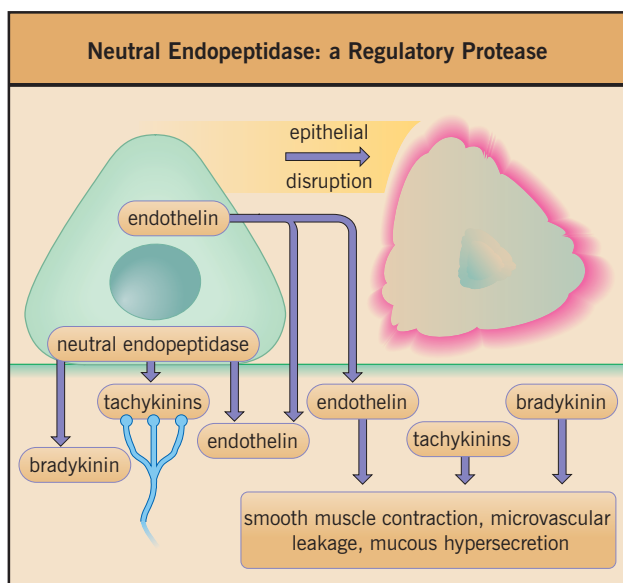 Neutral Endopeptidase: a Regulatory Protease
epithelial
disruption
endothelin
neutral endopeptidase
tachykinins
endothelin
bradykinin
endothelin
tachykinins
bradykinin
smooth muscle contraction, microvascular
leakage, mucous hypersecretion